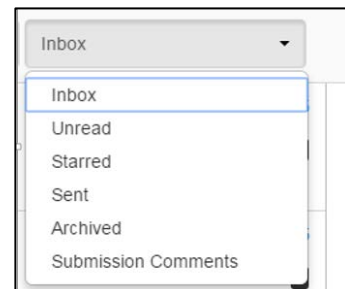 Inbox
Inbox
Unread
Starred
Sent
Archived
Submission Comments